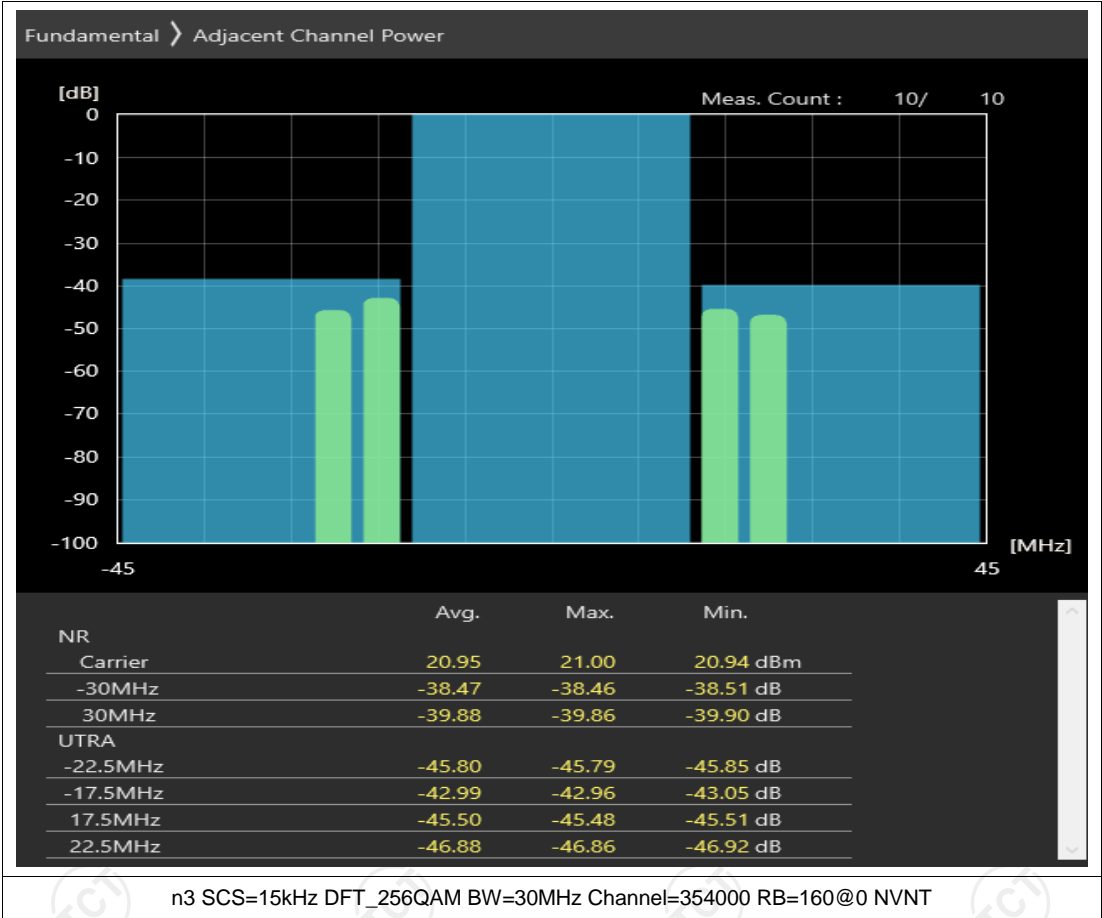 Fundamental 〉 Adjacent Channel Power
[dB]
Meas. Count : 10/ 10
0
-10
-20
-30
-40
-50
-60
-70
-80
-90
-100
[MHz]
-45 45
Avg. Max. Min.
NR
Carrier 20.95 21.00 20.94 dBm
-30MHz -38.47 -38.46 -38.51 dB
30MHz -39.88 -39.86 -39.90 dB
UTRA
-22.5MHz -45.80 -45.79 -45.85 dB
-17.5MHz -42.99 -42.96 -43.05 dB
17.5MHz -45.50 -45.48 -45.51 dB
22.5MHz -46.88 -46.86 -46.92 dB
n3 SCS=15kHz DFT_256QAM BW=30MHz Channel=354000 RB=160@0 NVNT
TCT
TCT
TCT
TCT